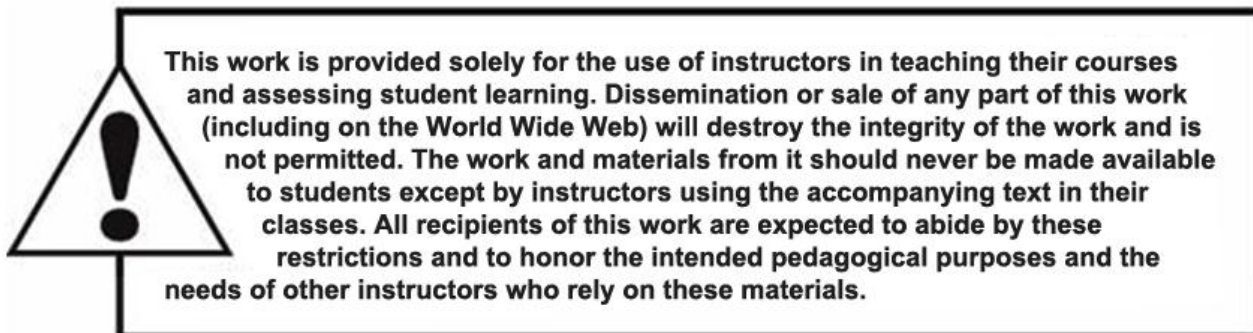 This work is provided solely for the use of instructors in teaching their courses
and assessing student learning. Dissemination or sale of any part of this work
(including on the World Wide Web) will destroy the integrity of the work and is
not permitted. The work and materials from it should never be made available
to students except by instructors using the accompanying text in their
classes. All recipients of this work are expected to abide by these
restrictions and to honor the intended pedagogical purposes and the
needs of other instructors who rely on these materials.